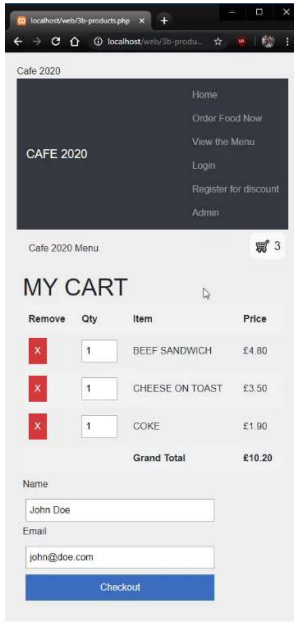 localhost/web/3b-products.php
localhost/web/3b-produ...
Cafe 2020
CAFE 2020
Home
Order Food Now
View the Menu
Login
Register for discount
Admin
Cafe 2020 Menu
3
MY CART
Remove Qty Item Price
X 1 BEEF SANDWICH £4.80
X 1 CHEESE ON TOAST £3.50
X 1 COKE £1.90
Grand Total £10.20
Name
John Doe
Email
john@doe.com
Checkout